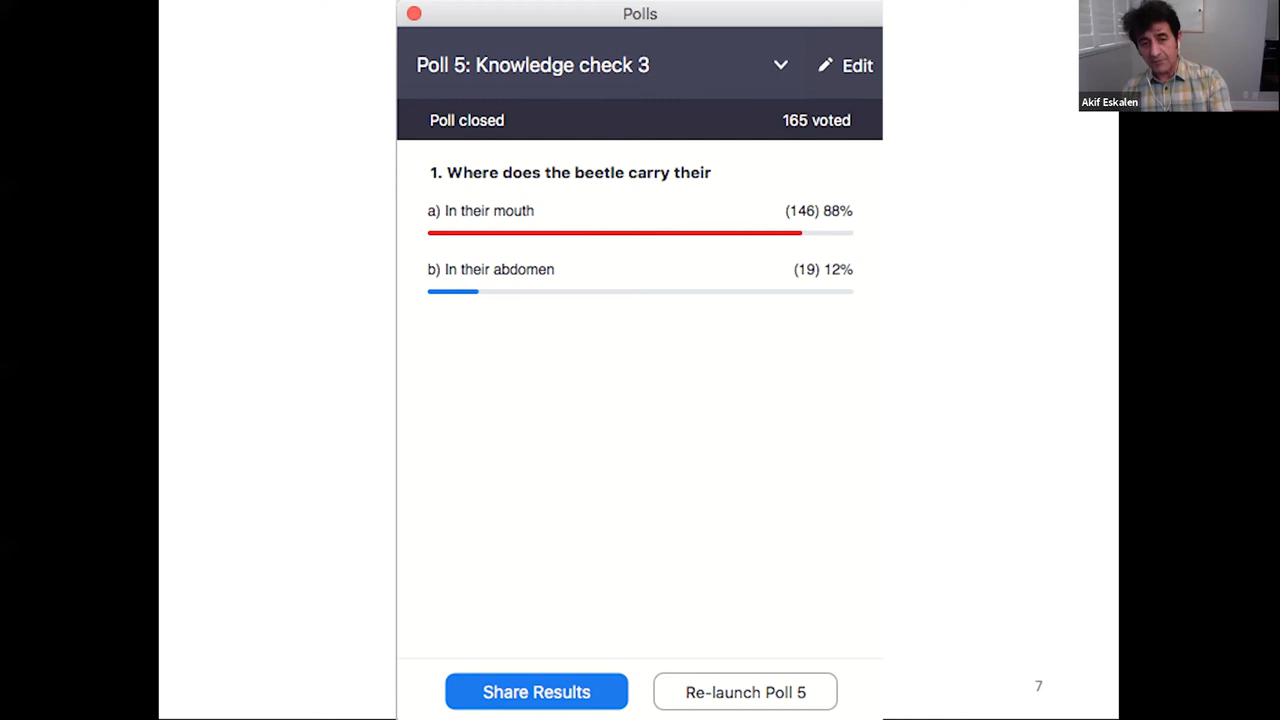 Polls
Poll 5: Knowledge check 3
Edit
Poll closed
165 voted
1. Where does the beetle carry their
a) In their mouth
(146) 88%
b) In their abdomen
(19) 12%
Share Results
Re-launch Poll 5
7
Akif Eskalen